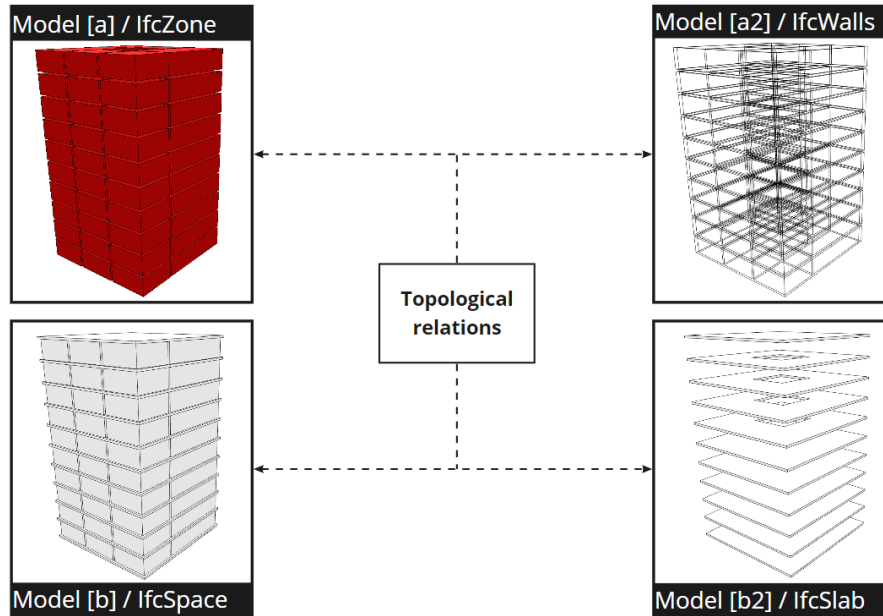 Model [a] / IfcZone
Model [a2] / IfcWalls
Topological
relations
Model [b] / IfcSpace
Model [b2] / IfcSlab